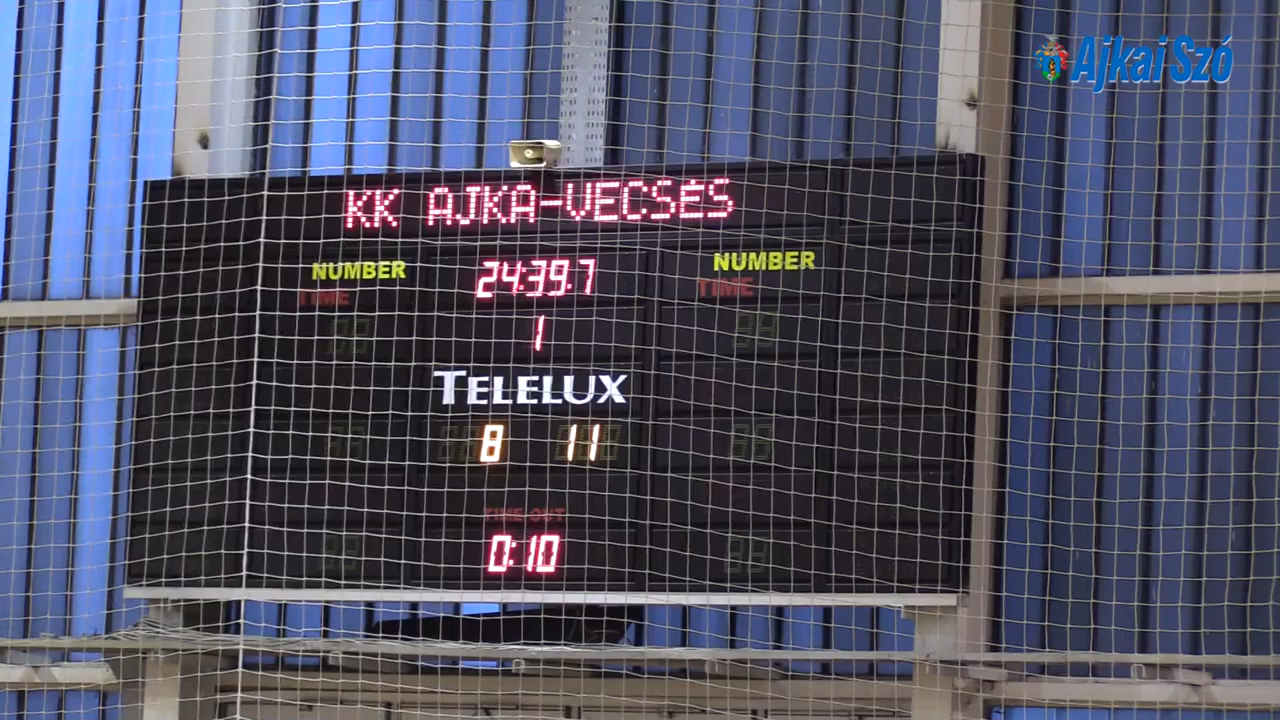 Ajkai Szó
KK AJKA-VECSÉS
NUMBER 24:39.7 NUMBER
TIME TIME
1
TELELUX
8 11
TIME OUT
0:10